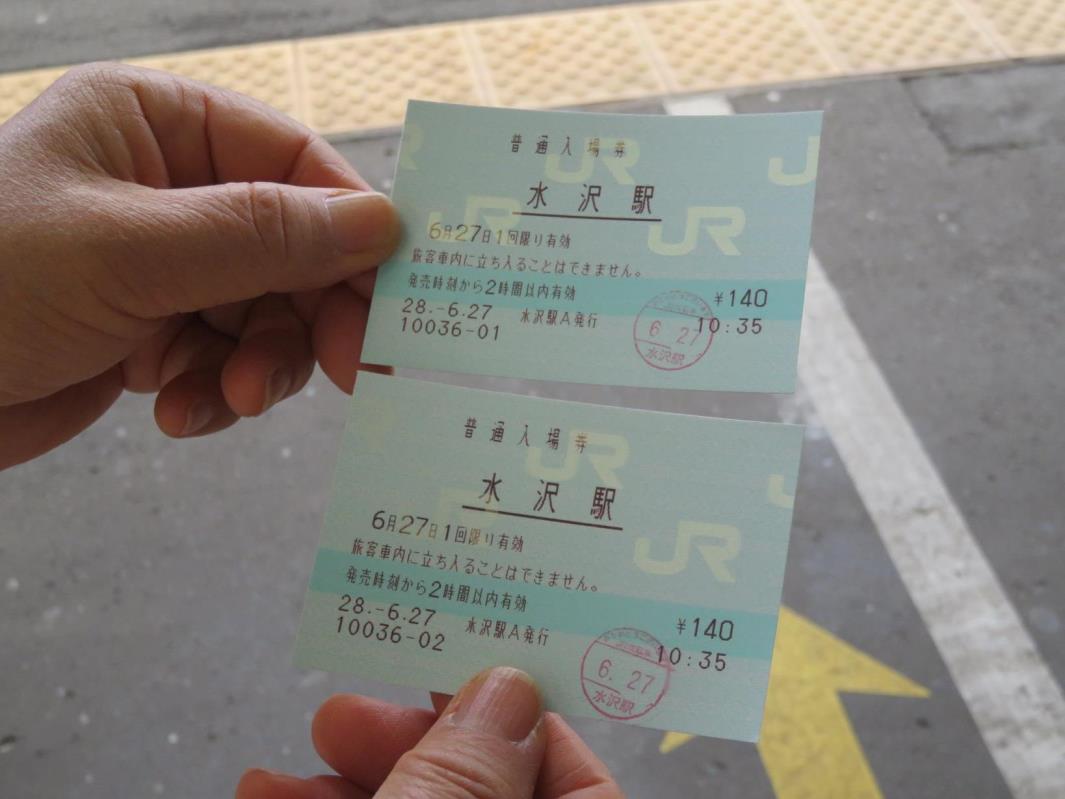 普通入場券
水沢駅
6月27日1回限り有効
旅客車内に立ち入ることはできません。
発売時刻から2時間以内有効
¥140
28.-6.27 水沢駅A発行 10:35
10036-01
6. 27
水沢駅
JR
JR
JR
普通入場券
水沢駅
6月27日1回限り有効
旅客車内に立ち入ることはできません。
発売時刻から2時間以内有効
¥140
28.-6.27 水沢駅A発行 10:35
10036-02
6. 27
水沢駅
JR
JR